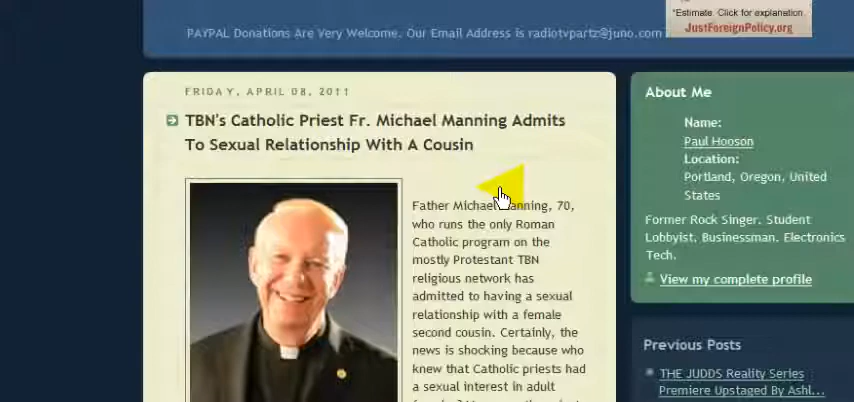 *Estimate. Click for explanation.
JustForeignPolicy.org
PAYPAL Donations Are Very Welcome. Our Email Address is radiotvpartz@juno.com
FRIDAY, APRIL 08, 2011
TBN's Catholic Priest Fr. Michael Manning Admits
To Sexual Relationship With A Cousin
Father Michael Manning, 70,
who runs the only Roman
Catholic program on the
mostly Protestant TBN
religious network has
admitted to having a sexual
relationship with a female
second cousin. Certainly, the
news is shocking because who
knew that Catholic priests had
a sexual interest in adult
About Me
Name:
Paul Hooson
Location:
Portland, Oregon, United
States
Former Rock Singer. Student
Lobbyist. Businessman. Electronics
Tech.
View my complete profile
Previous Posts
THE JUDDS Reality Series
Premiere Upstaged By Ashl...